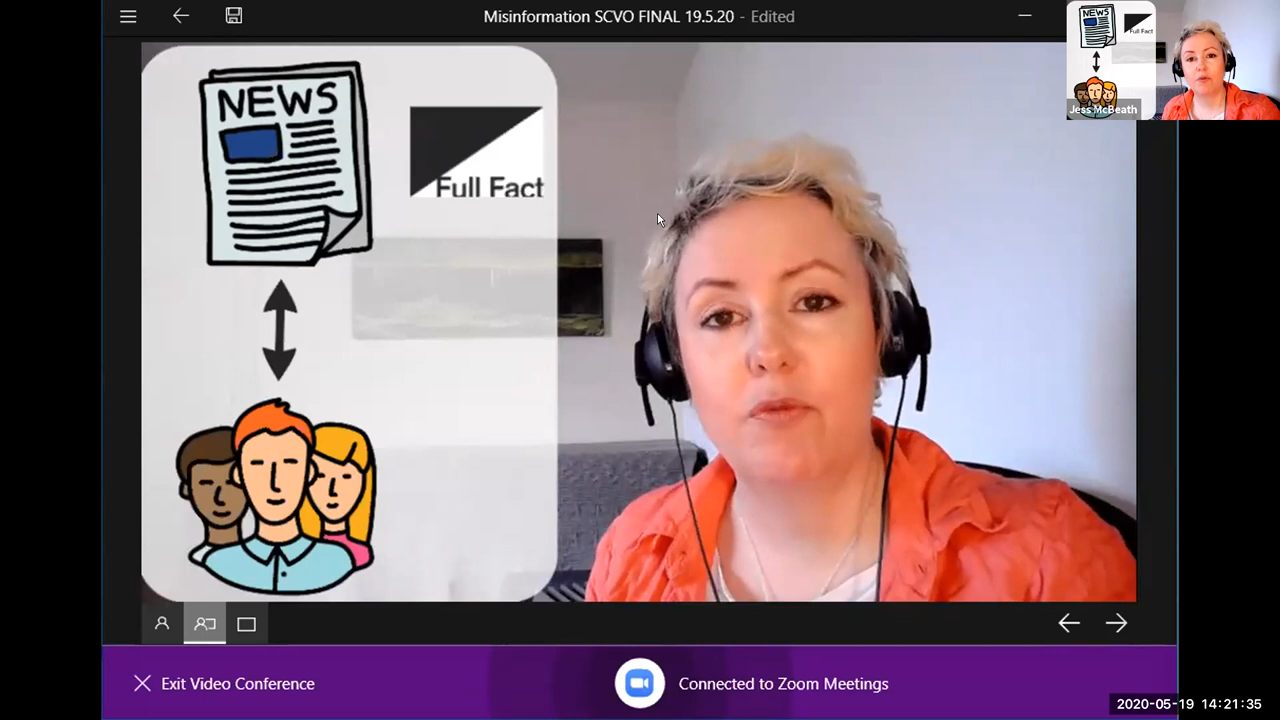 Misinformation SCVO FINAL 19.5.20 - Edited
NEWS
Full Fact
NEWS
Full Fact
Jess McBeath
Exit Video Conference
Connected to Zoom Meetings
2020-05-19 14:21:35